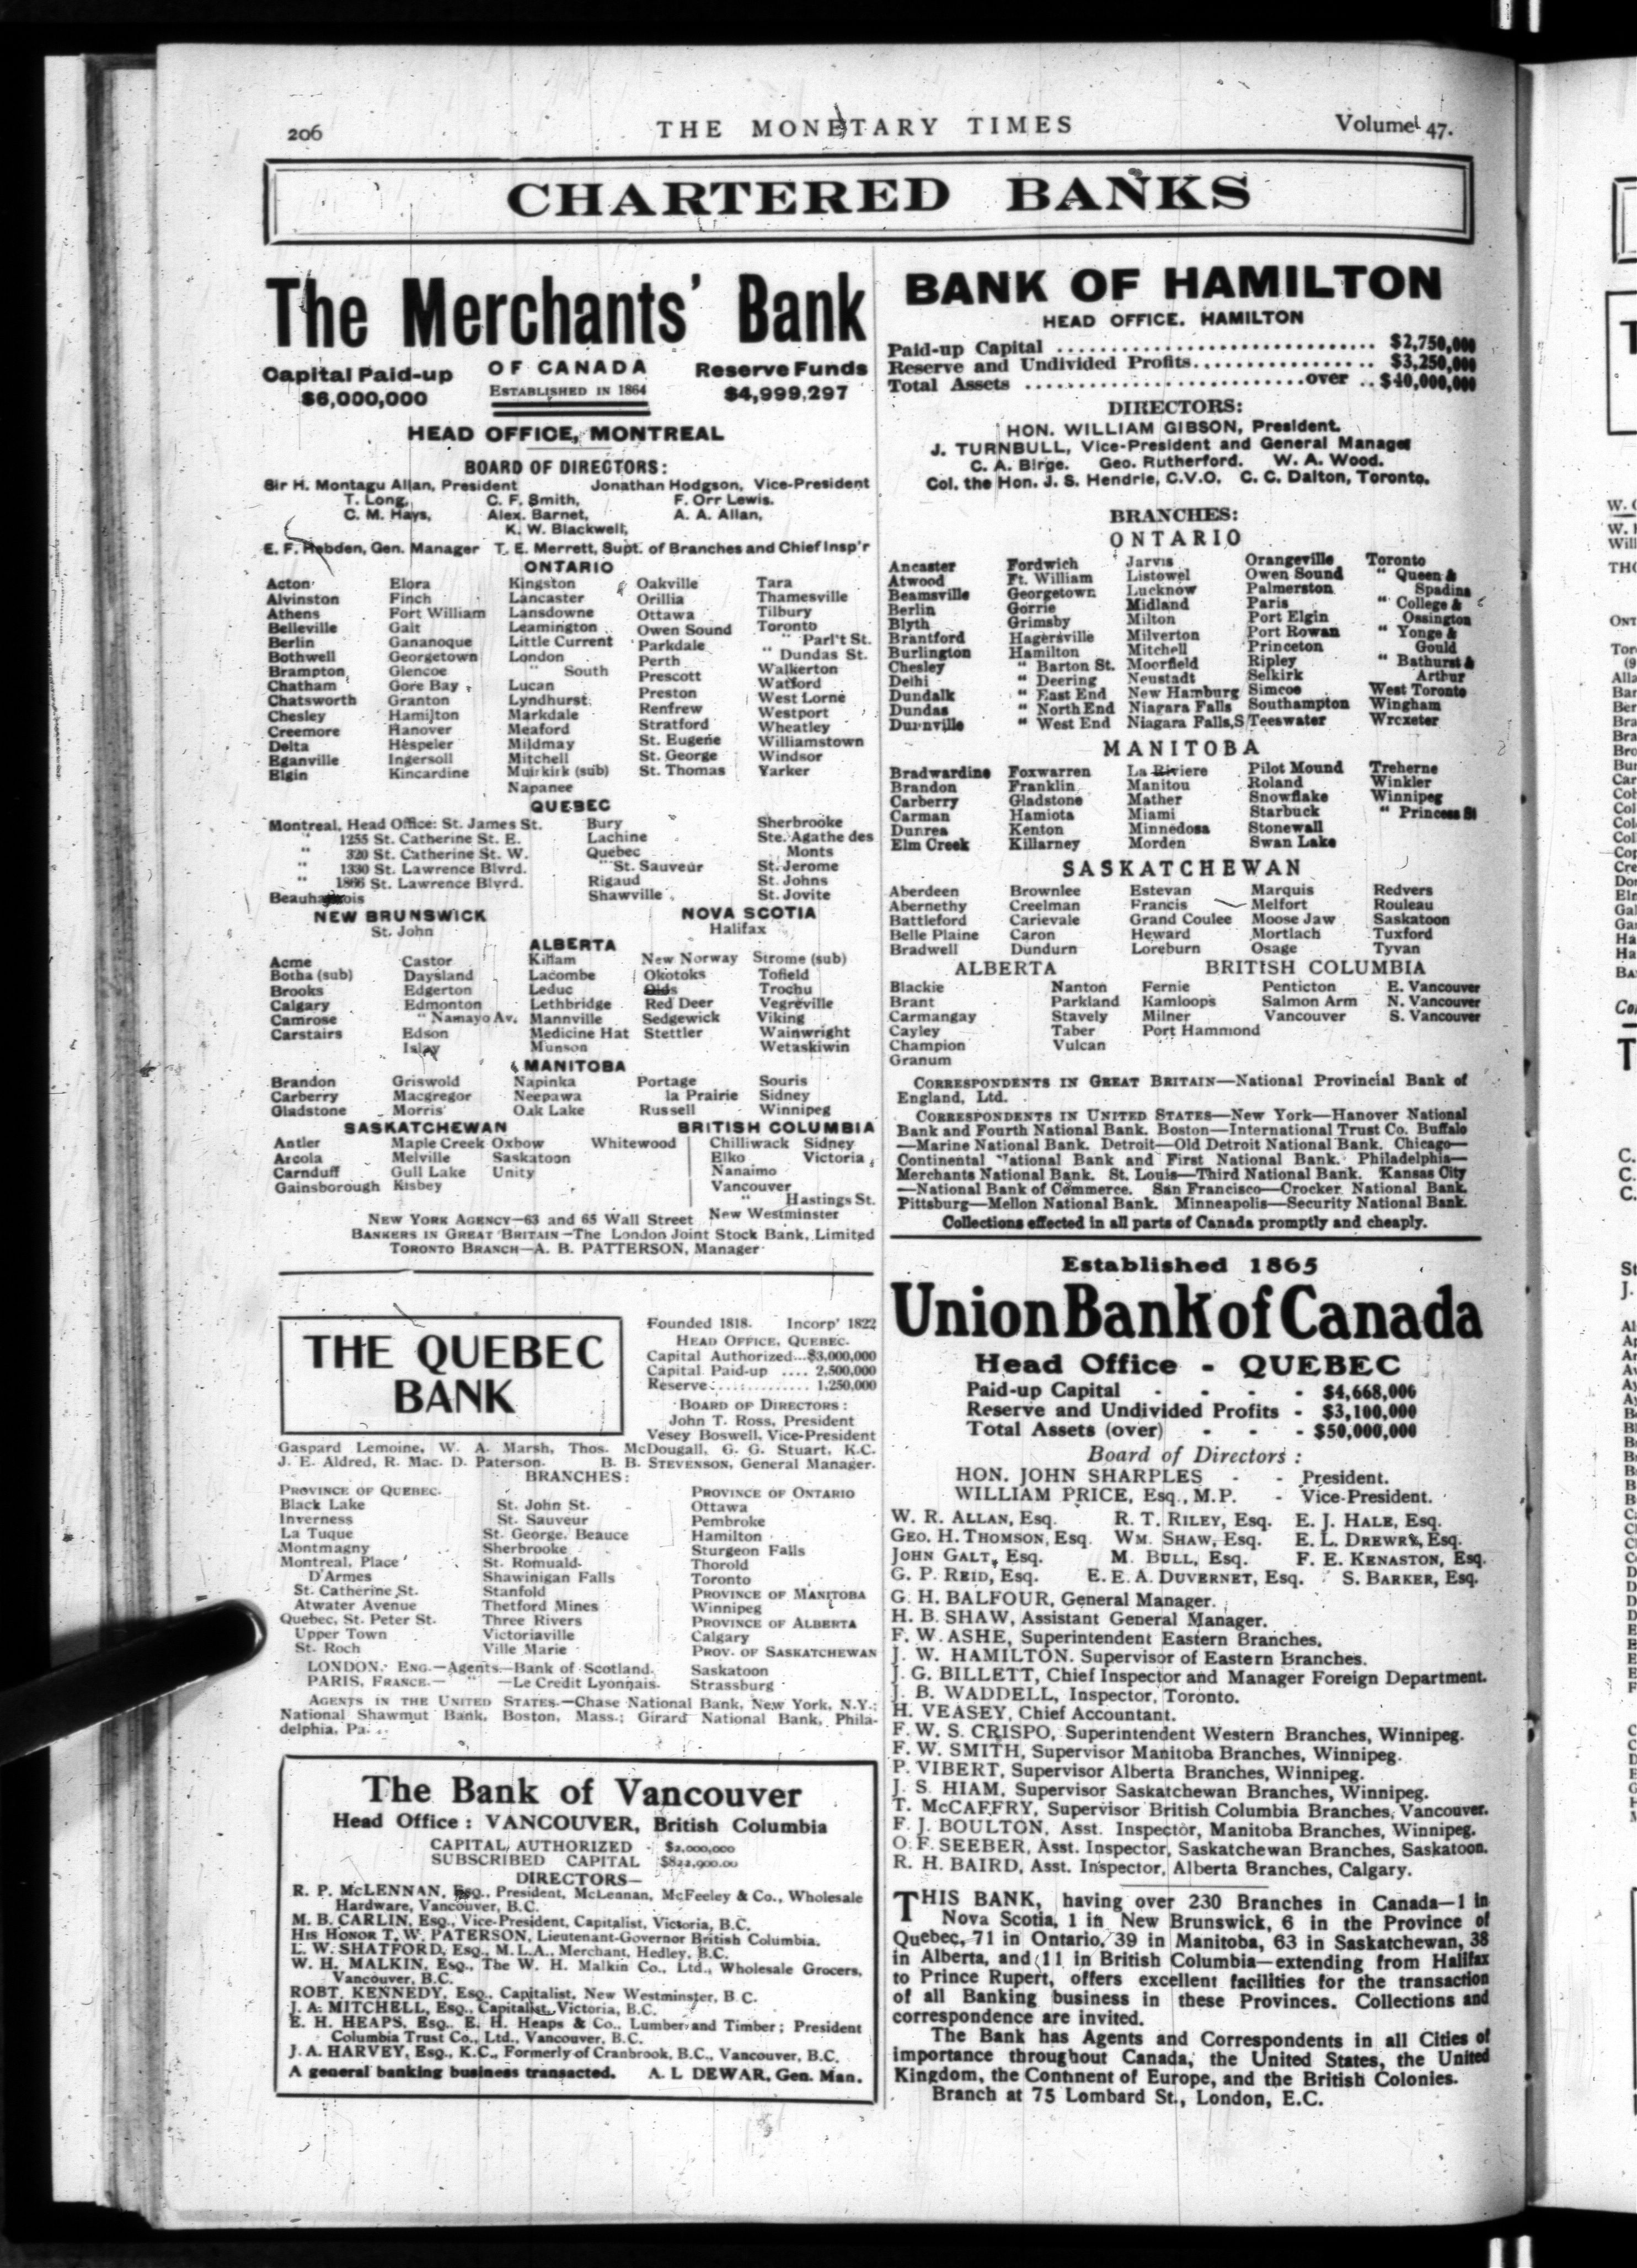 206
THE MONETARY TIMES
Volume 47.
CHARTERED BANKS
The Merchants' Bank
Capital Paid-up
$6,000,000
OF CANADA
ESTABLISHED IN 1864
Reserve Funds
$4,999,297
HEAD OFFICE, MONTREAL
BOARD OF DIRECTORS:
Sir H. Montagu Allan, President Jonathan Hodgson, Vice-President
T. Long, C. F. Smith, F. Orr Lewis.
C. M. Hays, Alex. Barnet, A. A. Allan,
K. W. Blackwell,
E. F. Hebden, Gen. Manager T. E. Merrett, Supt. of Branches and Chief Insp'r
ONTARIO
Acton Elora Kingston Oakville Tara
Alvinston Finch Lancaster Orillia Thamesville
Athens Fort William Lansdowne Ottawa Tilbury
Belleville Galt Leamington Owen Sound Toronto
Berlin Gananoque Little Current Parkdale " Parl't St.
Bothwell Georgetown London Perth " Dundas St.
Brampton Glencoe " South Prescott Walkerton
Chatham Gore Bay Lucan Preston Watford
Chatsworth Granton Lyndhurst Renfrew West Lorne
Chesley Hamilton Markdale Stratford Westport
Creemore Hanover Meaford St. Eugene Wheatley
Delta Hespeler Mildmay St. George Williamstown
Eganville Ingersoll Mitchell St. Thomas Windsor
Elgin Kincardine Muirkirk (sub) Yarker
Napanee
QUEBEC
Montreal, Head Office: St. James St. Bury Sherbrooke
" 1255 St. Catherine St. E. Lachine Ste. Agathe des
" 320 St. Catherine St. W. Quebec Monts
" 1330 St. Lawrence Blvrd. " St. Sauveur St. Jerome
" 1866 St. Lawrence Blvrd. Rigaud St. Johns
Beauharnois Shawville St. Jovite
NEW BRUNSWICK NOVA SCOTIA
St. John Halifax
ALBERTA
Acme Castor Killam New Norway Strome (sub)
Botha (sub) Daysland Lacombe Okotoks Tofield
Brooks Edgerton Leduc Olds Trochu
Calgary Edmonton Lethbridge Red Deer Vegreville
Camrose " Namayo Av. Mannville Sedgewick Viking
Carstairs Edson Medicine Hat Stettler Wainwright
Islay Munson Wetaskiwin
MANITOBA
Brandon Griswold Napinka Portage Souris
Carberry Macgregor Neepawa la Prairie Sidney
Gladstone Morris Oak Lake Russell Winnipeg
SASKATCHEWAN BRITISH COLUMBIA
Antler Maple Creek Oxbow Whitewood Chilliwack Sidney
Arcola Melville Saskatoon Elko Victoria
Carnduff Gull Lake Unity Nanaimo
Gainsborough Kisbey Vancouver
" Hastings St.
New Westminster
NEW YORK AGENCY—63 and 65 Wall Street
BANKERS IN GREAT BRITAIN—The London Joint Stock Bank, Limited
TORONTO BRANCH—A. B. PATTERSON, Manager
THE QUEBEC
BANK
Founded 1818. Incorp' 1822
HEAD OFFICE, QUEBEC.
Capital Authorized...$3,000,000
Capital Paid-up .... 2,500,000
Reserve............ 1,250,000
BOARD OF DIRECTORS:
John T. Ross, President
Vesey Boswell, Vice-President
Gaspard Lemoine, W. A. Marsh, Thos. McDougall, G. G. Stuart, K.C.
J. E. Aldred, R. Mac. D. Paterson. B. B. STEVENSON, General Manager.
BRANCHES:
PROVINCE OF QUEBEC. PROVINCE OF ONTARIO
Black Lake St. John St. Ottawa
Inverness St. Sauveur Pembroke
La Tuque St. George, Beauce Hamilton
Montmagny Sherbrooke Sturgeon Falls
Montreal, Place St. Romuald. Thorold
D'Armes Shawinigan Falls Toronto
St. Catherine St. Stanfold PROVINCE OF MANITOBA
Atwater Avenue Thetford Mines Winnipeg
Quebec, St. Peter St. Three Rivers PROVINCE OF ALBERTA
Upper Town Victoriaville Calgary
St. Roch Ville Marie PROV. OF SASKATCHEWAN
LONDON, ENG.—Agents—Bank of Scotland. Saskatoon
PARIS, FRANCE.— " —Le Credit Lyonnais. Strassburg
AGENTS IN THE UNITED STATES.—Chase National Bank, New York, N.Y.;
National Shawmut Bank, Boston, Mass.; Girard National Bank, Phila-
delphia, Pa.
The Bank of Vancouver
Head Office: VANCOUVER, British Columbia
CAPITAL AUTHORIZED - $2,000,000
SUBSCRIBED CAPITAL $822,900.00
DIRECTORS—
R. P. McLENNAN, Esq., President, McLennan, McFeeley & Co., Wholesale
Hardware, Vancouver, B.C.
M. B. CARLIN, Esq., Vice-President, Capitalist, Victoria, B.C.
HIS HONOR T. W. PATERSON, Lieutenant-Governor British Columbia.
L. W. SHATFORD, Esq., M.L.A., Merchant, Hedley, B.C.
W. H. MALKIN, Esq., The W. H. Malkin Co., Ltd., Wholesale Grocers,
Vancouver, B.C.
ROBT. KENNEDY, Esq., Capitalist, New Westminster, B.C.
J. A. MITCHELL, Esq., Capitalist, Victoria, B.C.
E. H. HEAPS, Esq., E. H. Heaps & Co., Lumber and Timber; President
Columbia Trust Co., Ltd., Vancouver, B.C.
J. A. HARVEY, Esq., K.C., Formerly of Cranbrook, B.C., Vancouver, B.C.
A general banking business transacted. A. L DEWAR, Gen. Man.
BANK OF HAMILTON
HEAD OFFICE, HAMILTON
Paid-up Capital .............................. $2,750,000
Reserve and Undivided Profits................ $3,250,000
Total Assets ..........................over .. $40,000,000
DIRECTORS:
HON. WILLIAM GIBSON, President.
J. TURNBULL, Vice-President and General Manager
C. A. Birge. Geo. Rutherford. W. A. Wood.
Col. the Hon. J. S. Hendrie, C.V.O. C. C. Dalton, Toronto.
BRANCHES:
ONTARIO
Ancaster Fordwich Jarvis Orangeville Toronto
Atwood Ft. William Listowel Owen Sound " Queen &
Beamsville Georgetown Lucknow Palmerston Spadina
Berlin Gorrie Midland Paris " College &
Blyth Grimsby Milton Port Elgin Ossington
Brantford Hagersville Milverton Port Rowan " Yonge &
Burlington Hamilton Mitchell Princeton Gould
Chesley " Barton St. Moorfield Ripley " Bathurst &
Delhi " Deering Neustadt Selkirk Arthur
Dundalk " East End New Hamburg Simcoe West Toronto
Dundas " North End Niagara Falls Southampton Wingham
Dunnville " West End Niagara Falls,S Teeswater Wroxeter
MANITOBA
Bradwardine Foxwarren La Riviere Pilot Mound Treherne
Brandon Franklin Manitou Roland Winkler
Carberry Gladstone Mather Snowflake Winnipeg
Carman Hamiota Miami Starbuck " Princess St
Dunrea Kenton Minnedosa Stonewall
Elm Creek Killarney Morden Swan Lake
SASKATCHEWAN
Aberdeen Brownlee Estevan Marquis Redvers
Abernethy Creelman Francis Melfort Rouleau
Battleford Carievale Grand Coulee Moose Jaw Saskatoon
Belle Plaine Caron Heward Mortlach Tuxford
Bradwell Dundurn Loreburn Osage Tyvan
ALBERTA BRITISH COLUMBIA
Blackie Nanton Fernie Penticton E. Vancouver
Brant Parkland Kamloops Salmon Arm N. Vancouver
Carmangay Stavely Milner Vancouver S. Vancouver
Cayley Taber Port Hammond
Champion Vulcan
Granum
CORRESPONDENTS IN GREAT BRITAIN—National Provincial Bank of
England, Ltd.
CORRESPONDENTS IN UNITED STATES—New York—Hanover National
Bank and Fourth National Bank. Boston—International Trust Co. Buffalo
—Marine National Bank. Detroit—Old Detroit National Bank. Chicago—
Continental National Bank and First National Bank. Philadelphia—
Merchants National Bank. St. Louis—Third National Bank. Kansas City
—National Bank of Commerce. San Francisco—Crocker National Bank.
Pittsburg—Mellon National Bank. Minneapolis—Security National Bank.
Collections effected in all parts of Canada promptly and cheaply.
Established 1865
Union Bank of Canada
Head Office - QUEBEC
Paid-up Capital - - - - $4,668,000
Reserve and Undivided Profits - $3,100,000
Total Assets (over) - - - $50,000,000
Board of Directors:
HON. JOHN SHARPLES - - President.
WILLIAM PRICE, Esq., M.P. - Vice-President.
W. R. ALLAN, Esq. R. T. RILEY, Esq. E. J. HALE, Esq.
GEO. H. THOMSON, Esq. WM. SHAW, Esq. E. L. DREWRY, Esq.
JOHN GALT, Esq. M. BULL, Esq. F. E. KENASTON, Esq.
G. P. REID, Esq. E. E. A. DUVERNET, Esq. S. BARKER, Esq.
G. H. BALFOUR, General Manager.
H. B. SHAW, Assistant General Manager.
F. W. ASHE, Superintendent Eastern Branches.
J. W. HAMILTON. Supervisor of Eastern Branches.
J. G. BILLETT, Chief Inspector and Manager Foreign Department.
J. B. WADDELL, Inspector, Toronto.
H. VEASEY, Chief Accountant.
F. W. S. CRISPO, Superintendent Western Branches, Winnipeg.
F. W. SMITH, Supervisor Manitoba Branches, Winnipeg.
P. VIBERT, Supervisor Alberta Branches, Winnipeg.
J. S. HIAM, Supervisor Saskatchewan Branches, Winnipeg.
T. McCAFFRY, Supervisor British Columbia Branches, Vancouver.
F. J. BOULTON, Asst. Inspector, Manitoba Branches, Winnipeg.
O. F. SEEBER, Asst. Inspector, Saskatchewan Branches, Saskatoon.
R. H. BAIRD, Asst. Inspector, Alberta Branches, Calgary.
THIS BANK, having over 230 Branches in Canada—1 in
Nova Scotia, 1 in New Brunswick, 6 in the Province of
Quebec, 71 in Ontario, 39 in Manitoba, 63 in Saskatchewan, 38
in Alberta, and 11 in British Columbia—extending from Halifax
to Prince Rupert, offers excellent facilities for the transaction
of all Banking business in these Provinces. Collections and
correspondence are invited.
The Bank has Agents and Correspondents in all Cities of
importance throughout Canada, the United States, the United
Kingdom, the Continent of Europe, and the British Colonies.
Branch at 75 Lombard St., London, E.C.